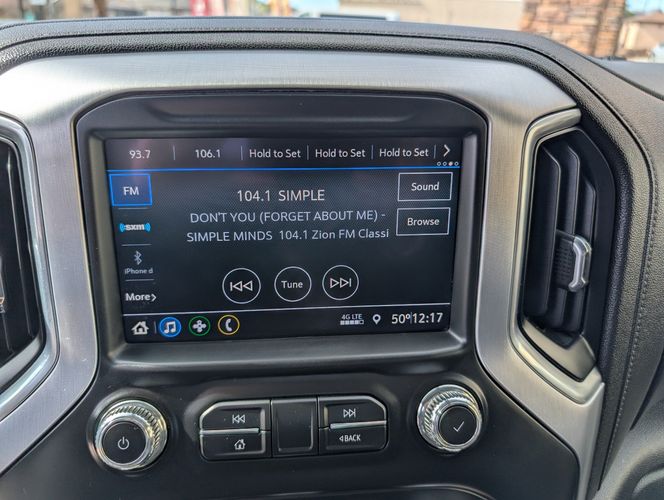 93.7 106.1 Hold to Set Hold to Set Hold to Set
FM
104.1 SIMPLE
Sound
DON'T YOU (FORGET ABOUT ME) -
SIMPLE MINDS 104.1 Zion FM Classi
Browse
sxm
iPhone d
Tune
More
4G LTE
50° 12:17
BACK